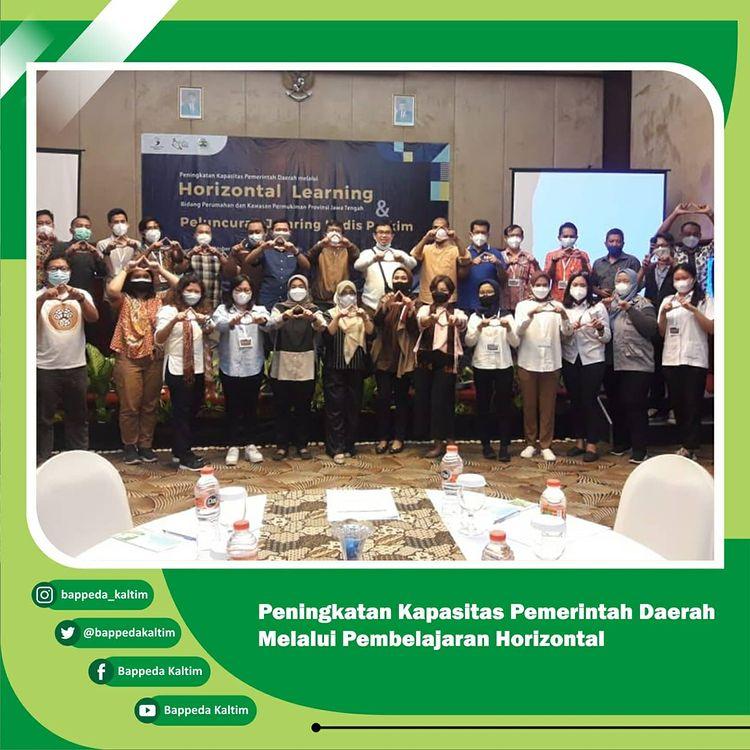 Peningkatan Kapasitas Pemerintah Daerah melalui
Horizontal Learning
Bidang Perumahan dan Kawasan Permukiman Provinsi Jawa Tengah
&
Peluncuran
bappeda_kaltim
@bappedakaltim
Bappeda Kaltim
Bappeda Kaltim
Peningkatan Kapasitas Pemerintah Daerah
Melalui Pembelajaran Horizontal